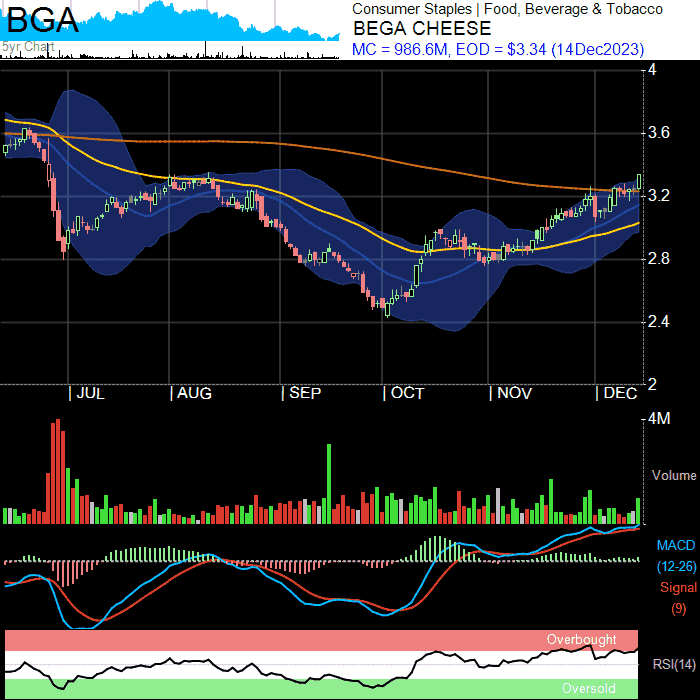 BGA
5yr Chart
Consumer Staples | Food, Beverage & Tobacco
BEGA CHEESE
MC = 986.6M, EOD = $3.34 (14Dec2023)
4
3.6
3.2
2.8
2.4
2
JUL AUG SEP OCT NOV DEC
4M
Volume
MACD
(12-26)
Signal
(9)
Overbought
RSI(14)
Oversold